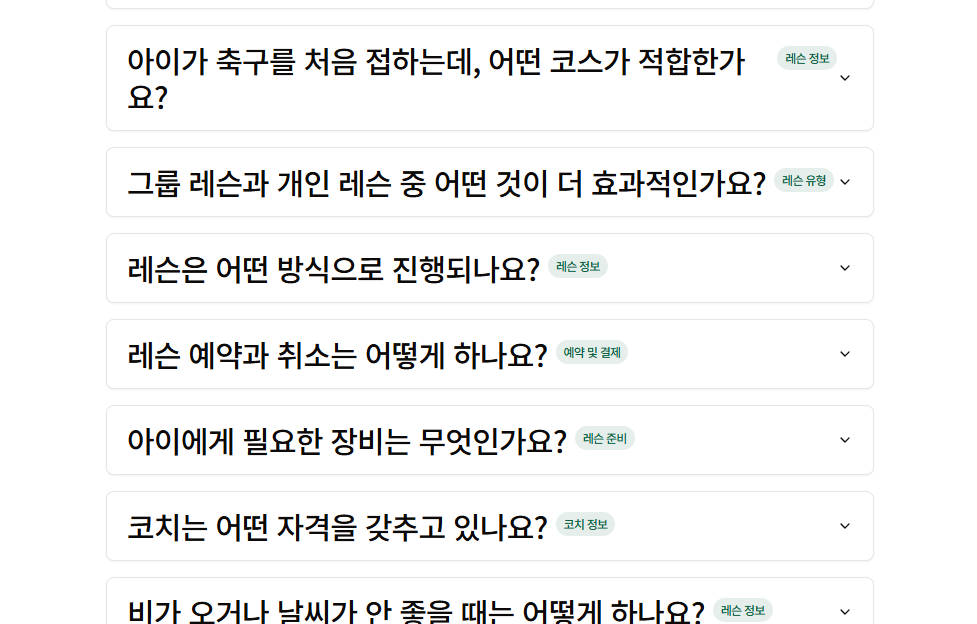 아이가 축구를 처음 접하는데, 어떤 코스가 적합한가
요?
레슨 정보
그룹 레슨과 개인 레슨 중 어떤 것이 더 효과적인가요? 레슨 유형
레슨은 어떤 방식으로 진행되나요? 레슨 정보
레슨 예약과 취소는 어떻게 하나요? 예약 및 결제
아이에게 필요한 장비는 무엇인가요? 레슨 준비
코치는 어떤 자격을 갖추고 있나요? 코치 정보
비가 오거나 날씨가 안 좋을 때는 어떻게 하나요? 레슨 정보